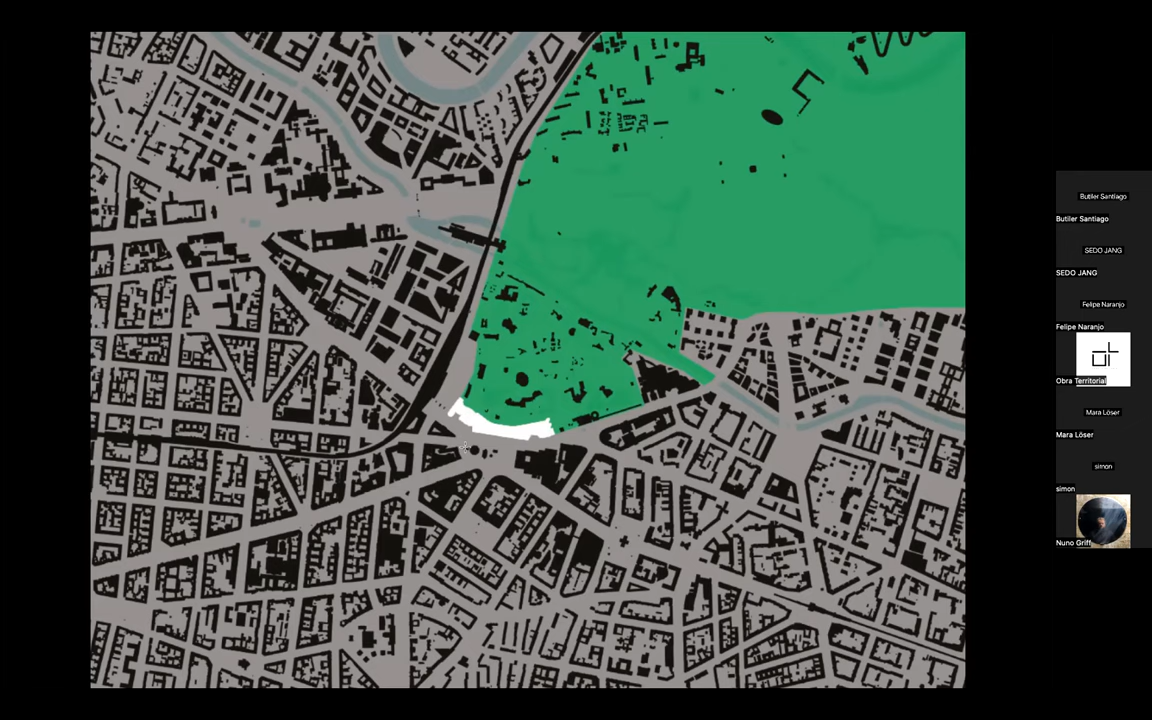 Butiler Santiago
Butiler Santiago
SEDO JANG
SEDO JANG
Felipe Naranjo
Felipe Naranjo
Obra Territorial
Mara Löser
Mara Löser
simon
simon
Nuno Griff